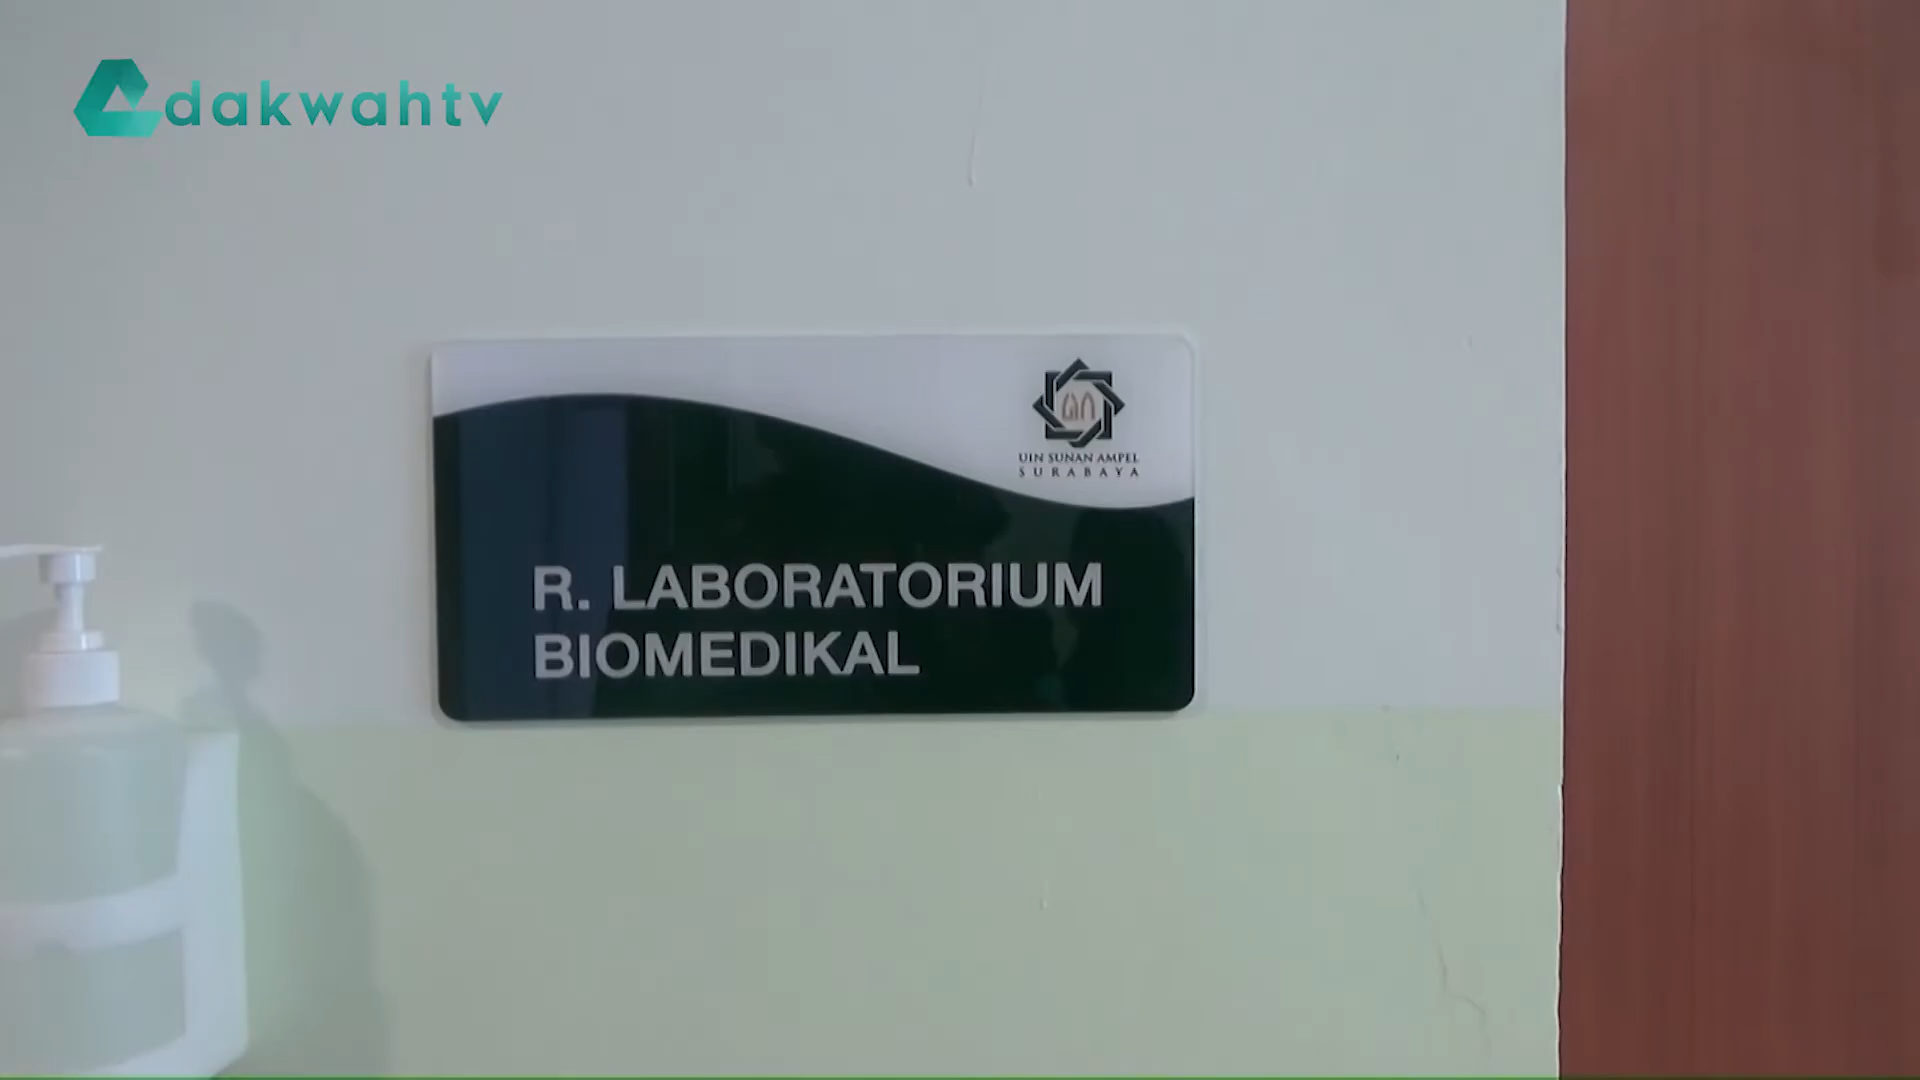 dakwahtv
UIN SUNAN AMPEL
SURABAYA
R. LABORATORIUM
BIOMEDIKAL